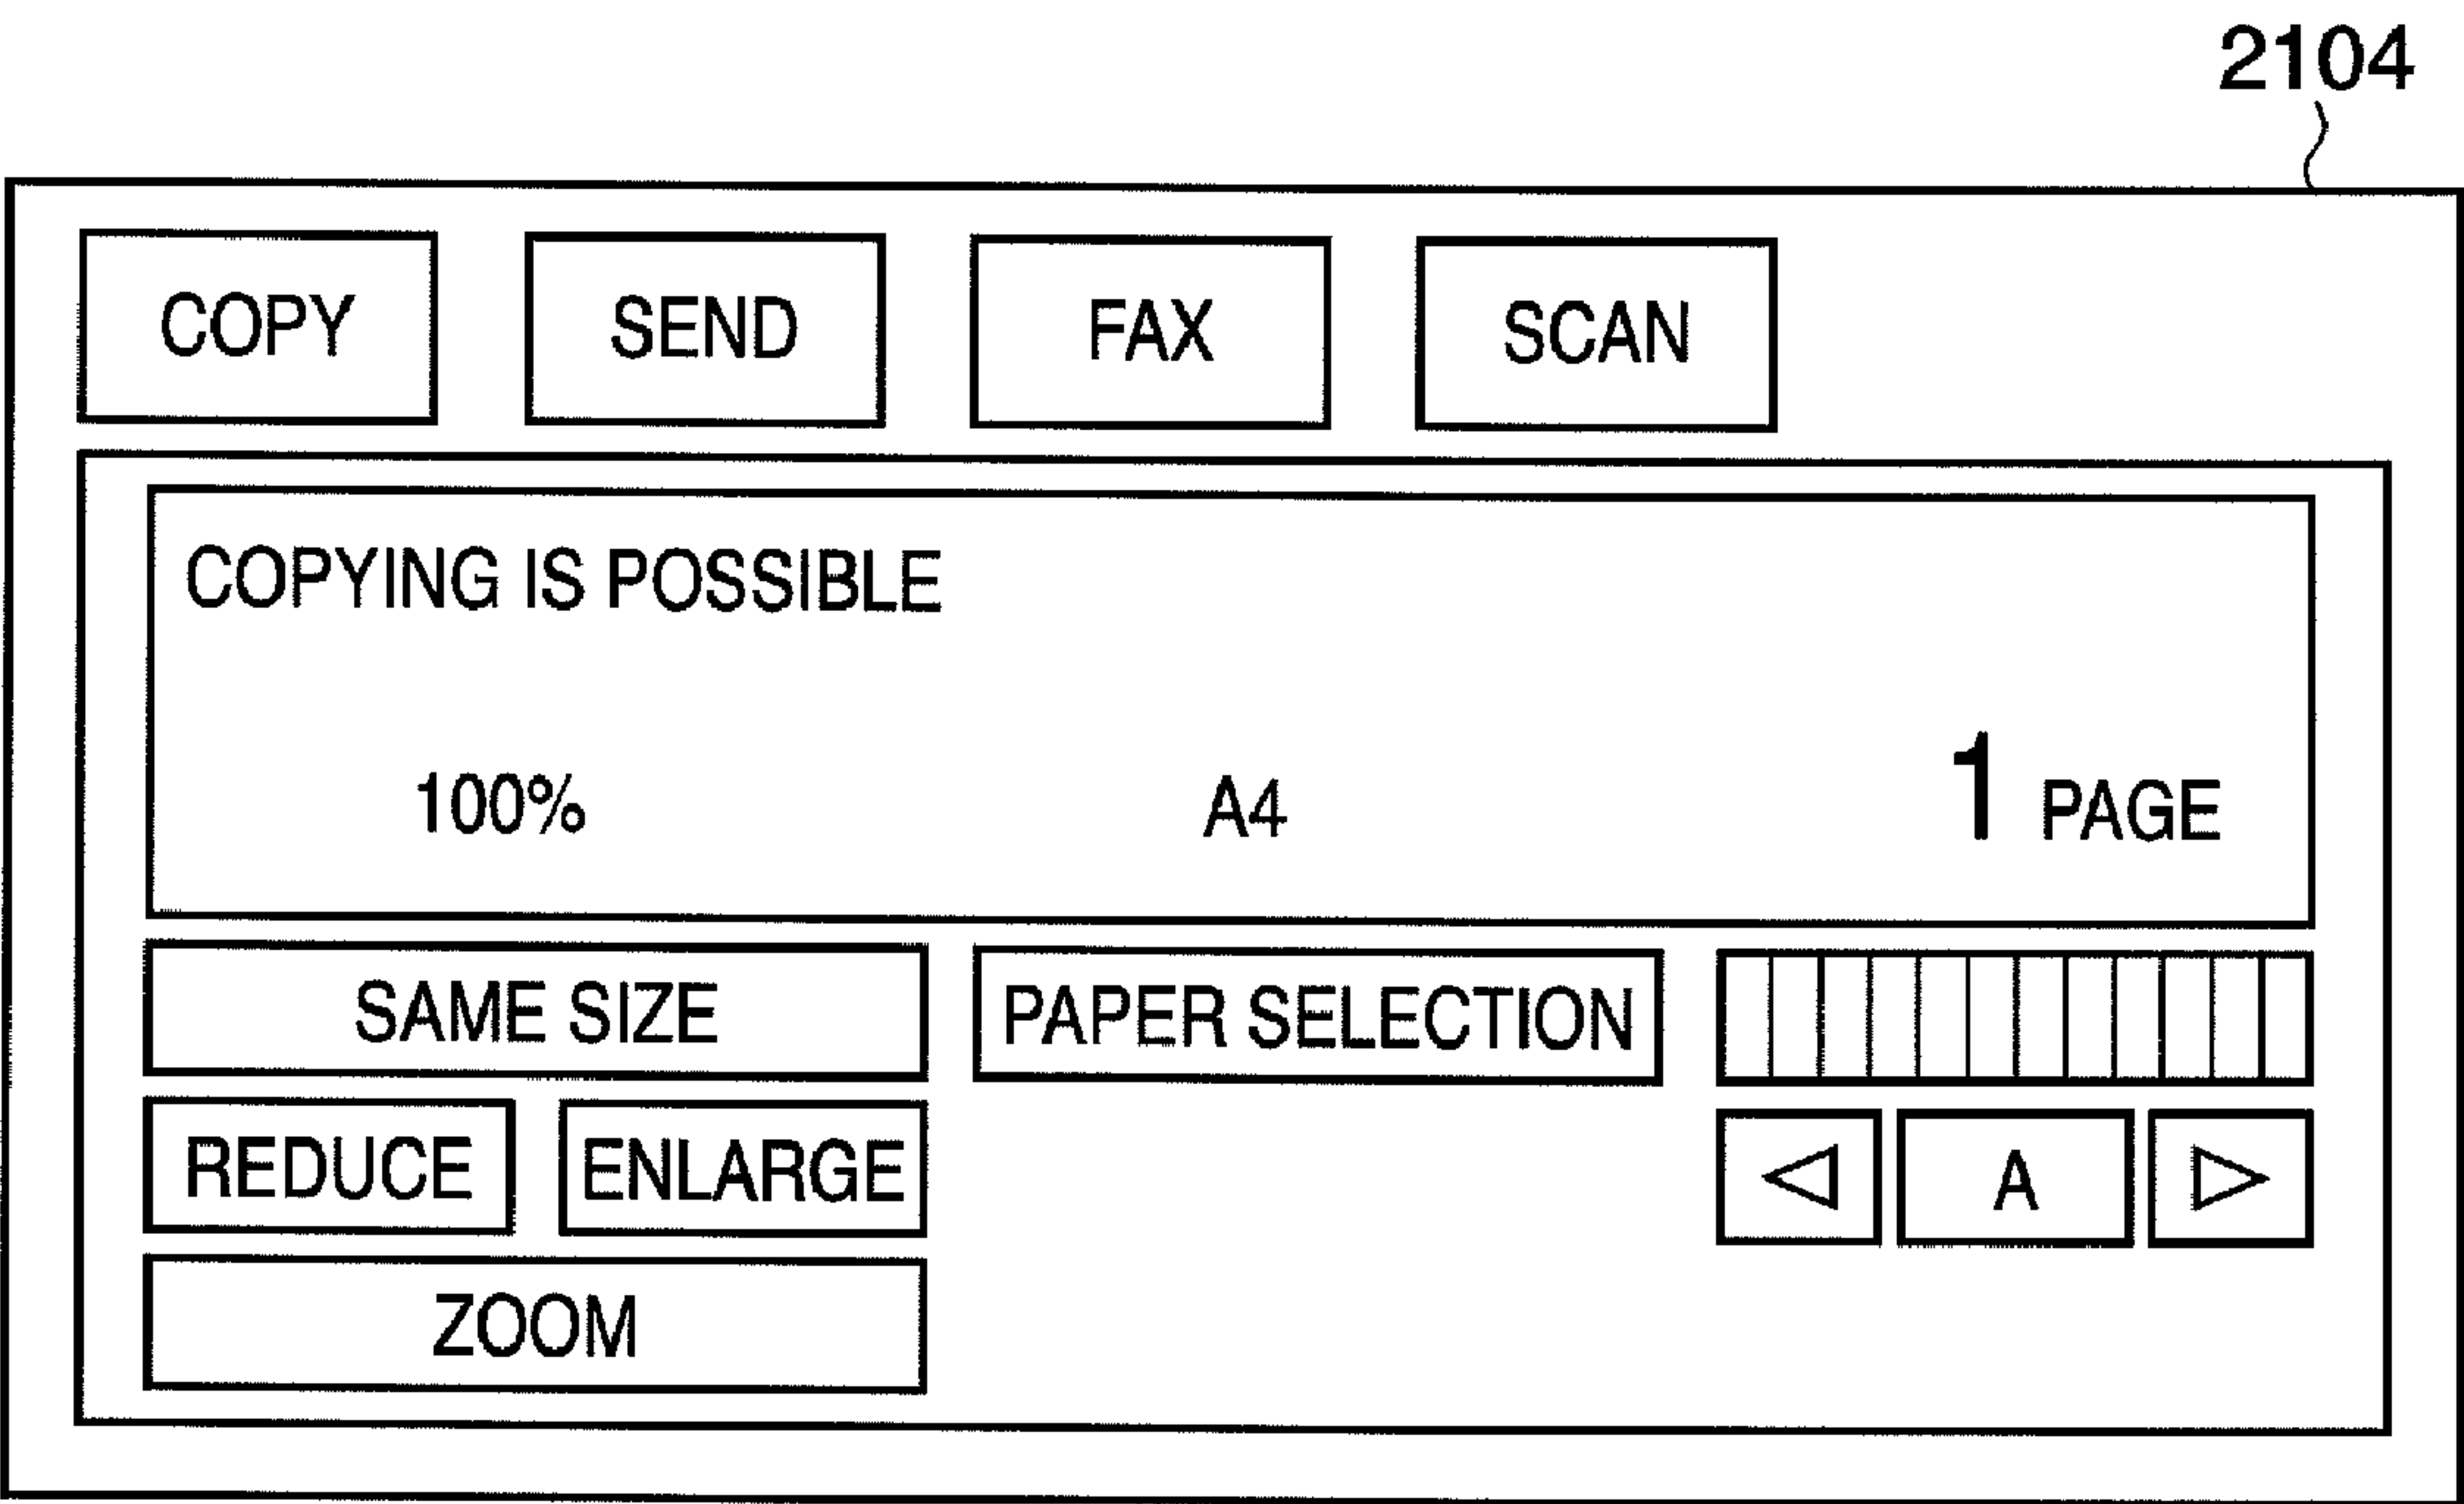 2104
COPY SEND FAX SCAN
COPYING IS POSSIBLE
100% A4 1 PAGE
SAME SIZE PAPER SELECTION
REDUCE ENLARGE A
ZOOM